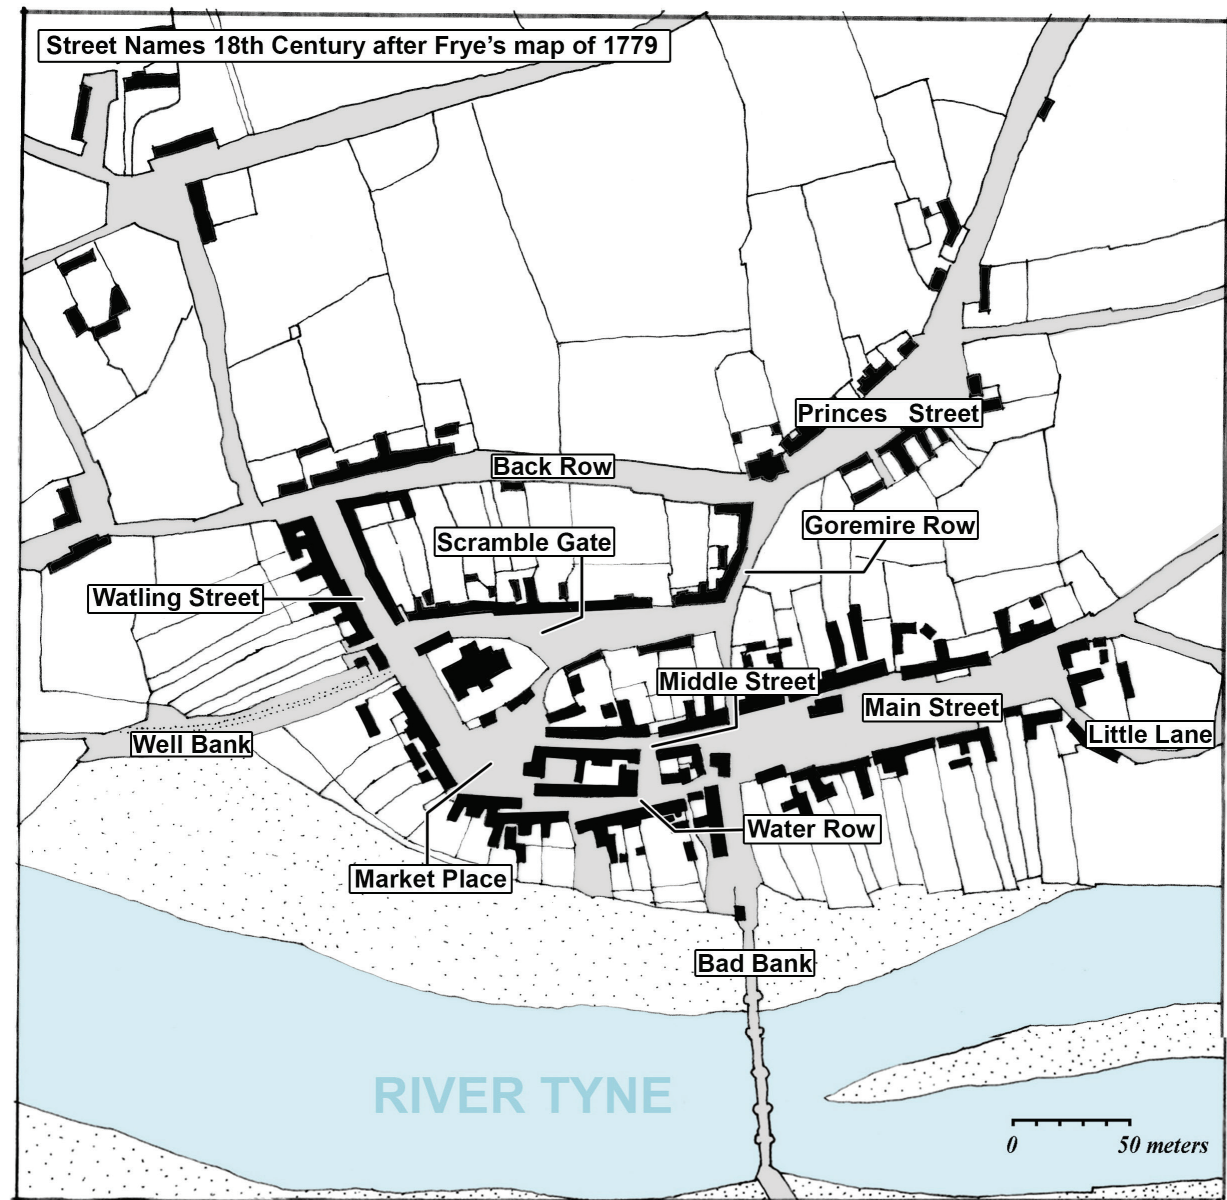 Street Names 18th Century after Frye's map of 1779
Princes Street
Back Row
Goremire Row
Scramble Gate
Watling Street
Middle Street
Main Street
Little Lane
Well Bank
Water Row
Market Place
Bad Bank
RIVER TYNE
0 50 meters